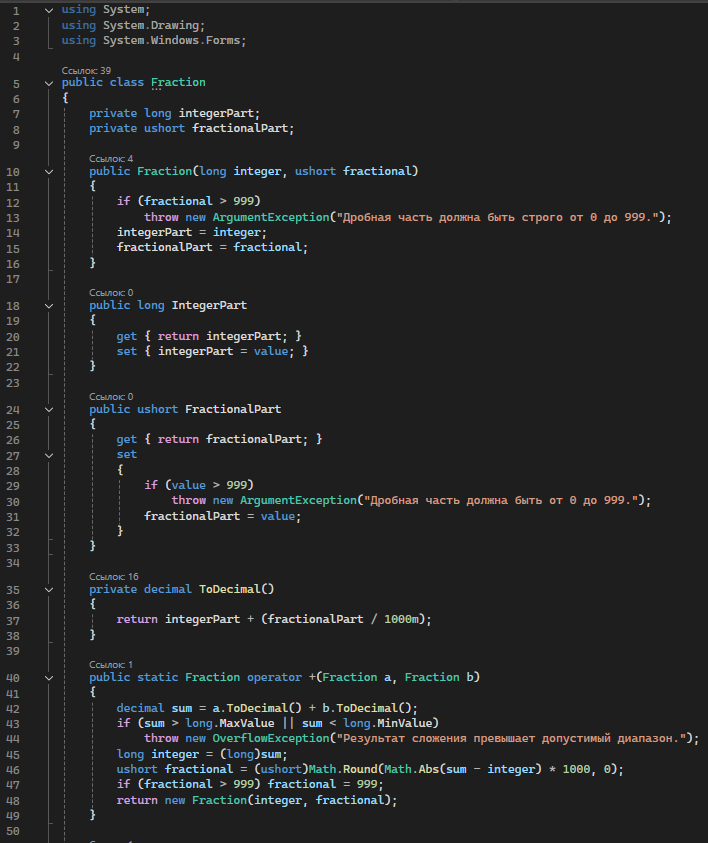 1 using System;
2 using System.Drawing;
3 using System.Windows.Forms;
4
Ссылок: 39
5 public class Fraction
6 {
7 private long integerPart;
8 private ushort fractionalPart;
9
Ссылок: 4
10 public Fraction(long integer, ushort fractional)
11 {
12 if (fractional > 999)
13 throw new ArgumentException("Дробная часть должна быть строго от 0 до 999.");
14 integerPart = integer;
15 fractionalPart = fractional;
16 }
17
Ссылок: 0
18 public long IntegerPart
19 {
20 get { return integerPart; }
21 set { integerPart = value; }
22 }
23
Ссылок: 0
24 public ushort FractionalPart
25 {
26 get { return fractionalPart; }
27 set
28 {
29 if (value > 999)
30 throw new ArgumentException("Дробная часть должна быть от 0 до 999.");
31 fractionalPart = value;
32 }
33 }
34
Ссылок: 16
35 private decimal ToDecimal()
36 {
37 return integerPart + (fractionalPart / 1000m);
38 }
39
Ссылок: 1
40 public static Fraction operator +(Fraction a, Fraction b)
41 {
42 decimal sum = a.ToDecimal() + b.ToDecimal();
43 if (sum > long.MaxValue || sum < long.MinValue)
44 throw new OverflowException("Результат сложения превышает допустимый диапазон.");
45 long integer = (long)sum;
46 ushort fractional = (ushort)Math.Round(Math.Abs(sum - integer) * 1000, 0);
47 if (fractional > 999) fractional = 999;
48 return new Fraction(integer, fractional);
49 }
50